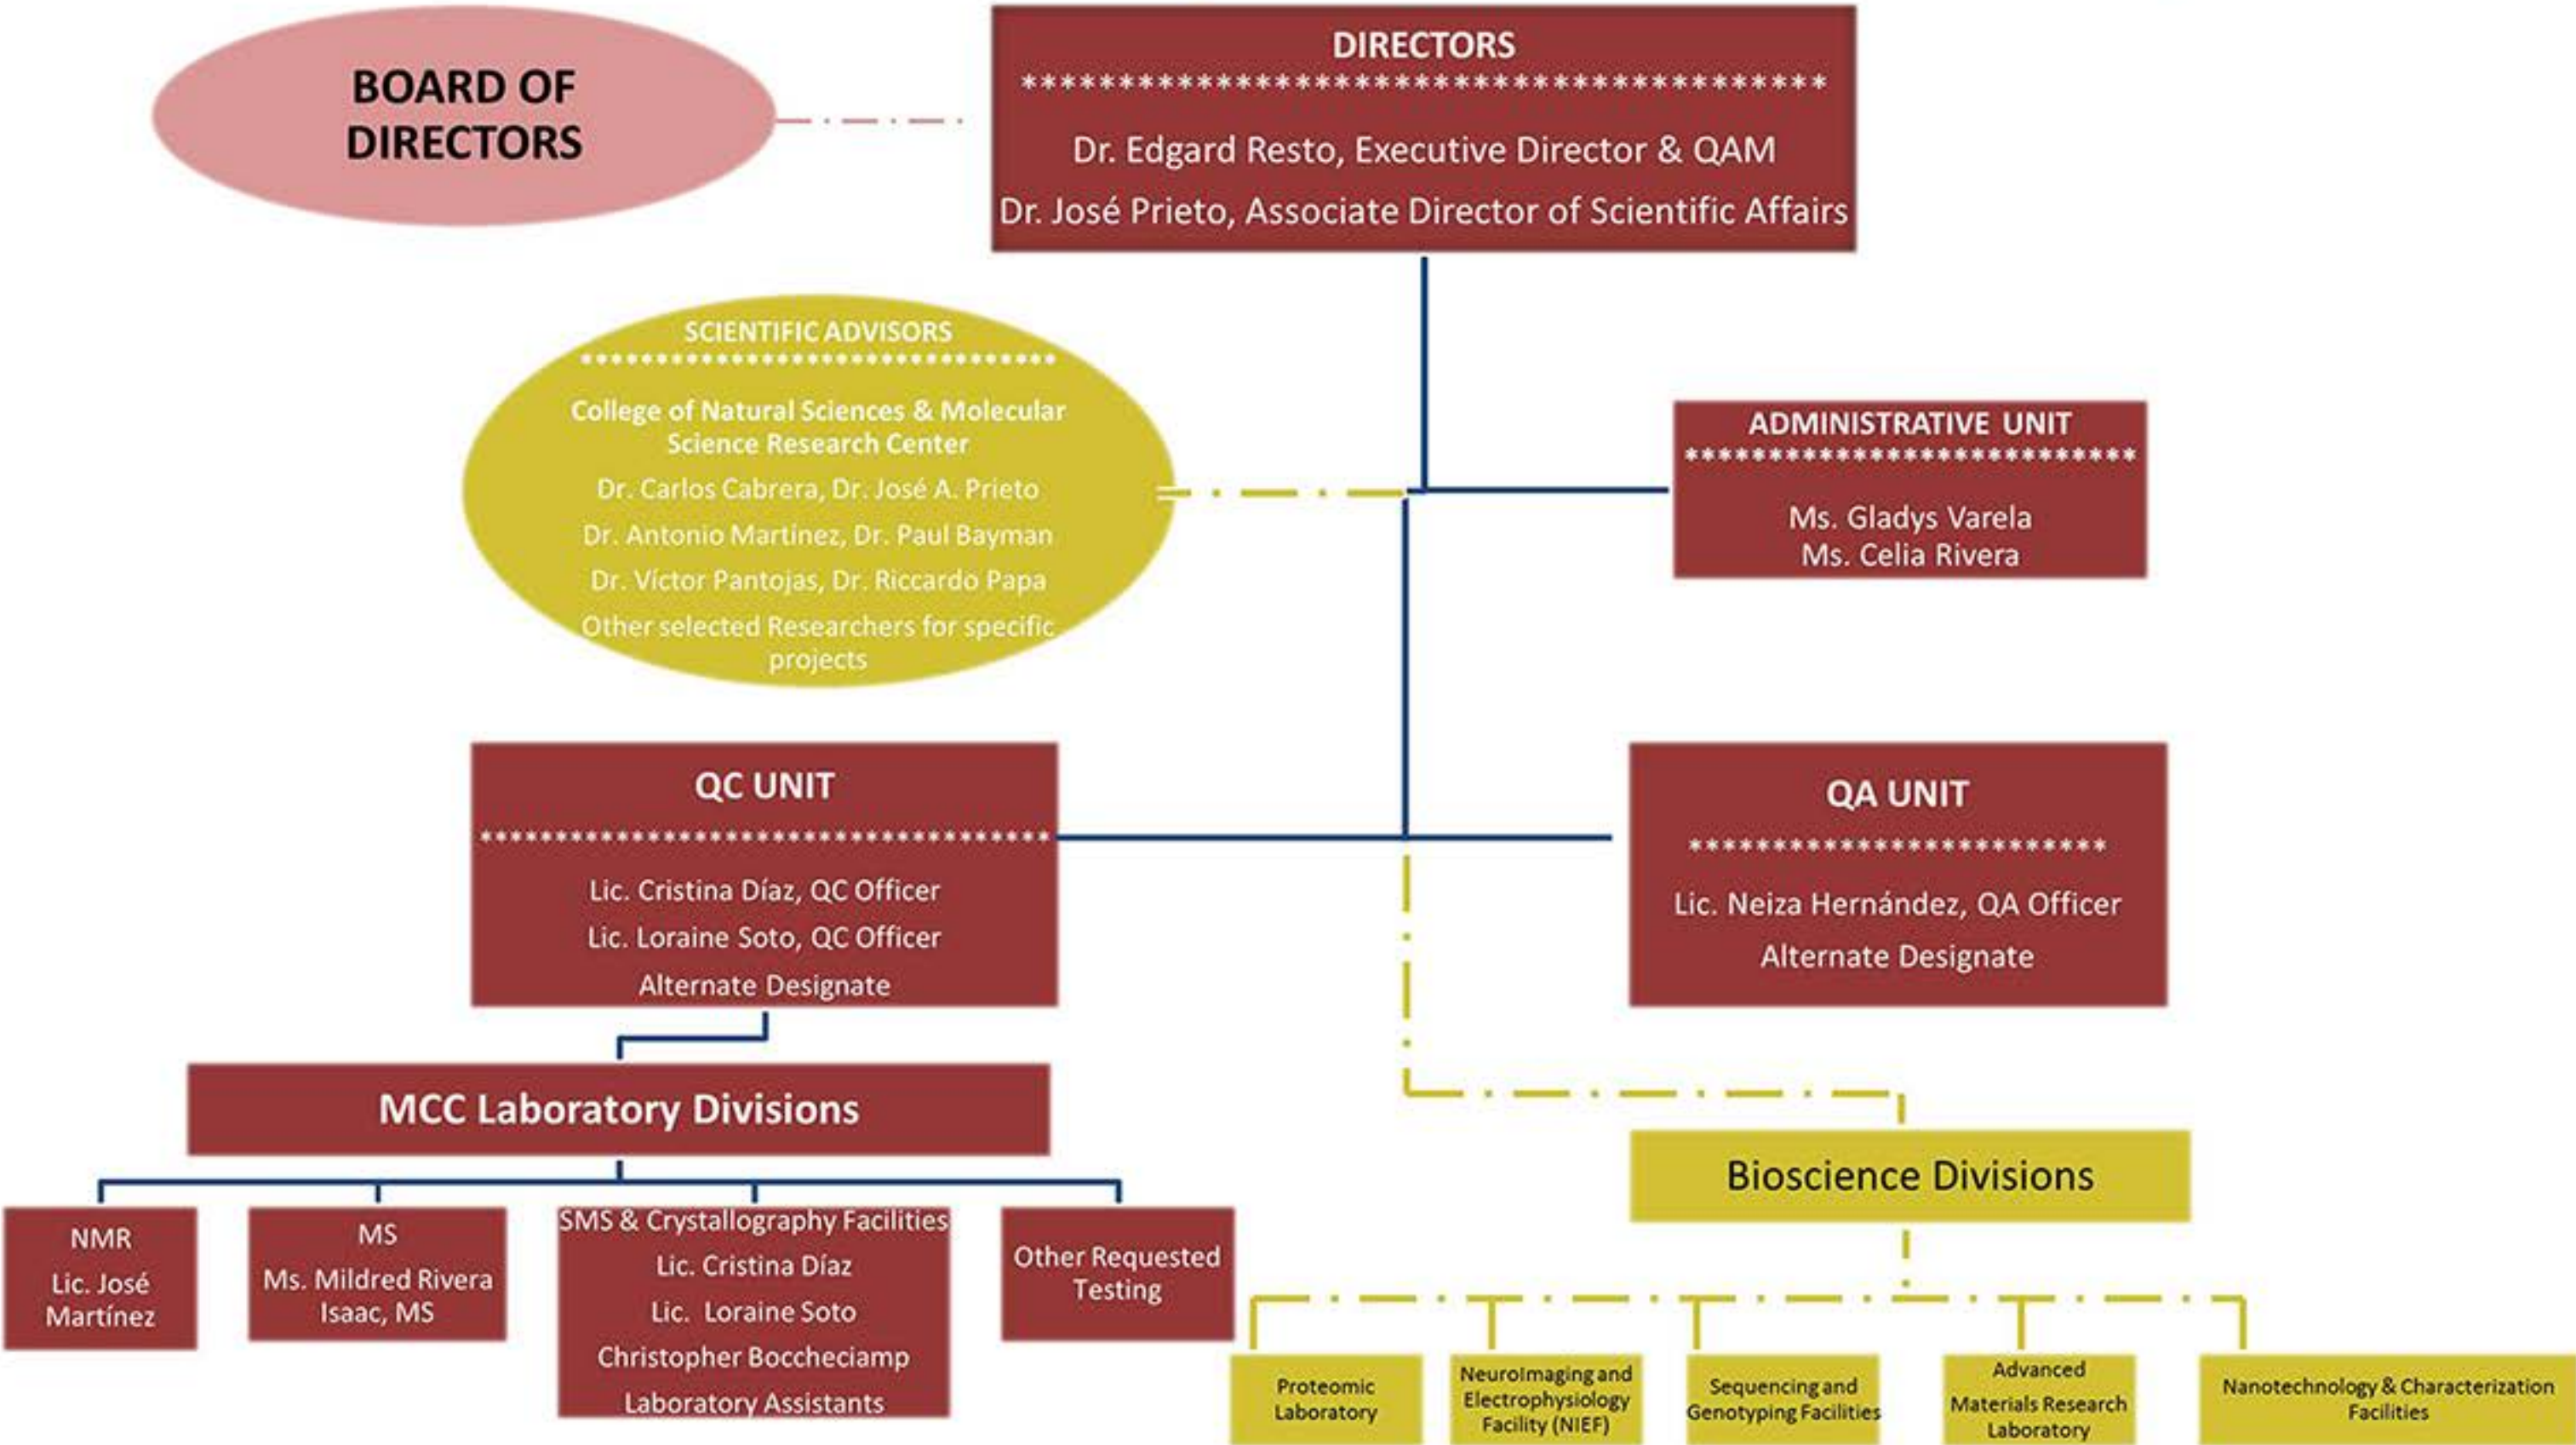 BOARD OF
DIRECTORS
DIRECTORS
******************************************
Dr. Edgard Resto, Executive Director & QAM
Dr. José Prieto, Associate Director of Scientific Affairs
SCIENTIFIC ADVISORS
********************************
College of Natural Sciences & Molecular
Science Research Center
Dr. Carlos Cabrera, Dr. José A. Prieto
Dr. Antonio Martinez, Dr. Paul Bayman
Dr. Víctor Pantojas, Dr. Riccardo Papa
Other selected Researchers for specific
projects
ADMINISTRATIVE UNIT
***************************
Ms. Gladys Varela
Ms. Celia Rivera
QC UNIT
**************************************
Lic. Cristina Díaz, QC Officer
Lic. Loraine Soto, QC Officer
Alternate Designate
QA UNIT
*************************
Lic. Neiza Hernández, QA Officer
Alternate Designate
MCC Laboratory Divisions
NMR
Lic. José
Martínez
MS
Ms. Mildred Rivera
Isaac, MS
SMS & Crystallography Facilities
Lic. Cristina Díaz
Lic. Loraine Soto
Christopher Boccheciamp
Laboratory Assistants
Other Requested
Testing
Bioscience Divisions
Proteomic
Laboratory
NeuroImaging and
Electrophysiology
Facility (NIEF)
Sequencing and
Genotyping Facilities
Advanced
Materials Research
Laboratory
Nanotechnology & Characterization
Facilities